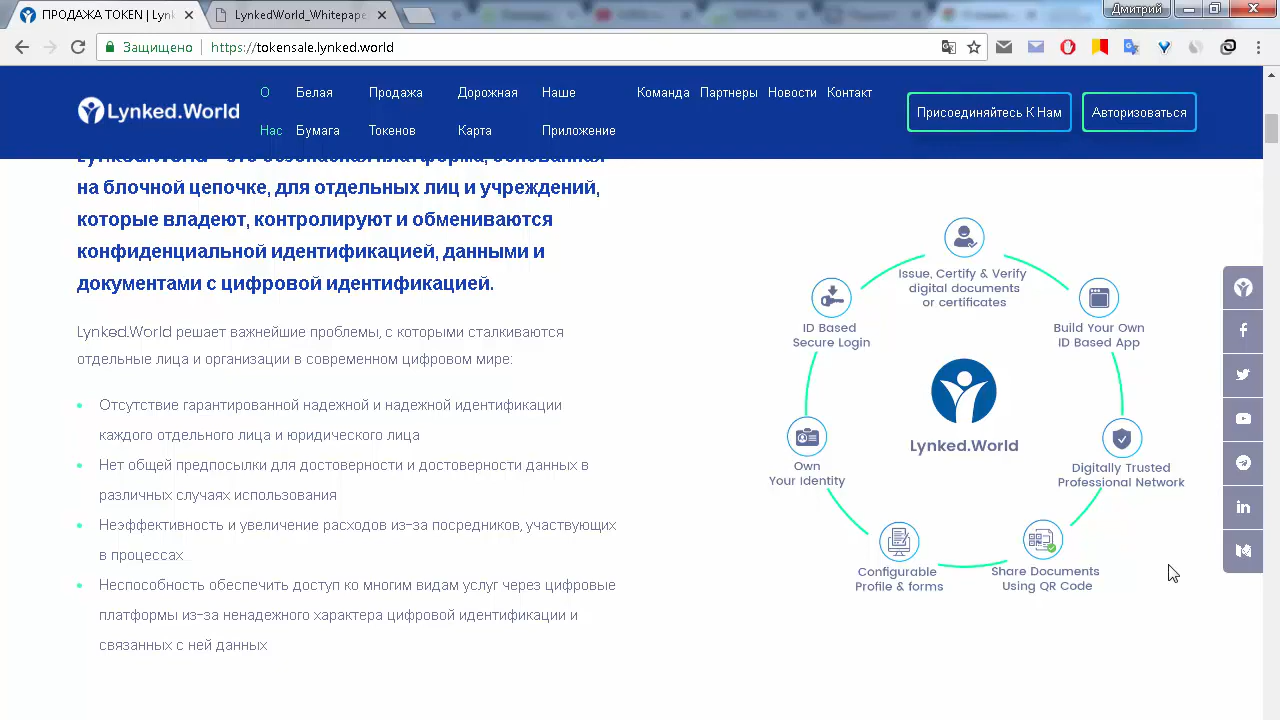 ПРОДАЖА TOKEN | Lynk
LynkedWorld_Whitepape
Дмитрий
Защищено
https://tokensale.lynked.world
Lynked.World
О Нас
Белая Бумага
Продажа Токенов
Дорожная Карта
Наше Приложение
Команда
Партнеры
Новости
Контакт
Присоединяйтесь К Нам
Авторизоваться
Lynked.World - это безопасная платформа, основанная
на блочной цепочке, для отдельных лиц и учреждений,
которые владеют, контролируют и обмениваются
конфиденциальной идентификацией, данными и
документами с цифровой идентификацией.
Lynked.World решает важнейшие проблемы, с которыми сталкиваются
отдельные лица и организации в современном цифровом мире:
Отсутствие гарантированной надежной и надежной идентификации
каждого отдельного лица и юридического лица
Нет общей предпосылки для достоверности и достоверности данных в
различных случаях использования
Неэффективность и увеличение расходов из-за посредников, участвующих
в процессах
Неспособность обеспечить доступ ко многим видам услуг через цифровые
платформы из-за ненадежного характера цифровой идентификации и
связанных с ней данных
Issue, Certify & Verify
digital documents
or certificates
ID Based
Secure Login
Build Your Own
ID Based App
Lynked.World
Own
Your Identity
Digitally Trusted
Professional Network
Configurable
Profile & forms
Share Documents
Using QR Code